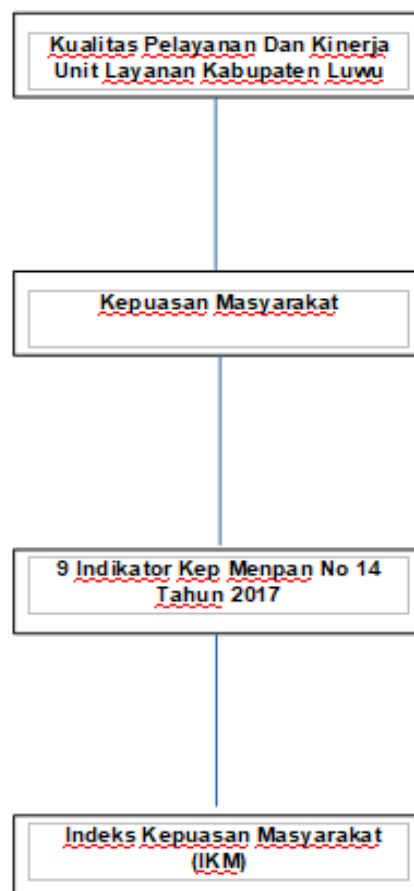 Kualitas Pelayanan Dan Kinerja
Unit Layanan Kabupaten Luwu
Kepuasan Masyarakat
9 Indikator Kep Menpan No 14
Tahun 2017
Indeks Kepuasan Masyarakat
(IKM)